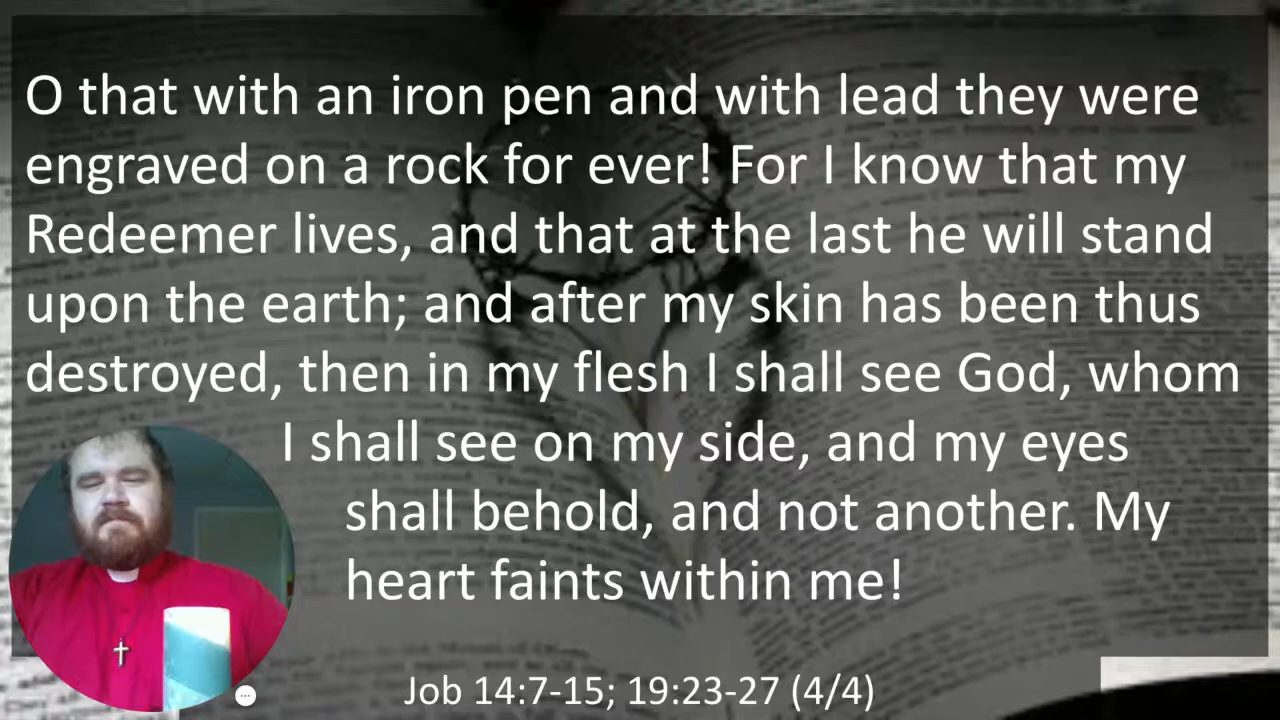 O that with an iron pen and with lead they were
engraved on a rock for ever! For I know that my
Redeemer lives, and that at the last he will stand
upon the earth; and after my skin has been thus
destroyed, then in my flesh I shall see God, whom
I shall see on my side, and my eyes
shall behold, and not another. My
heart faints within me!
Job 14:7-15; 19:23-27 (4/4)